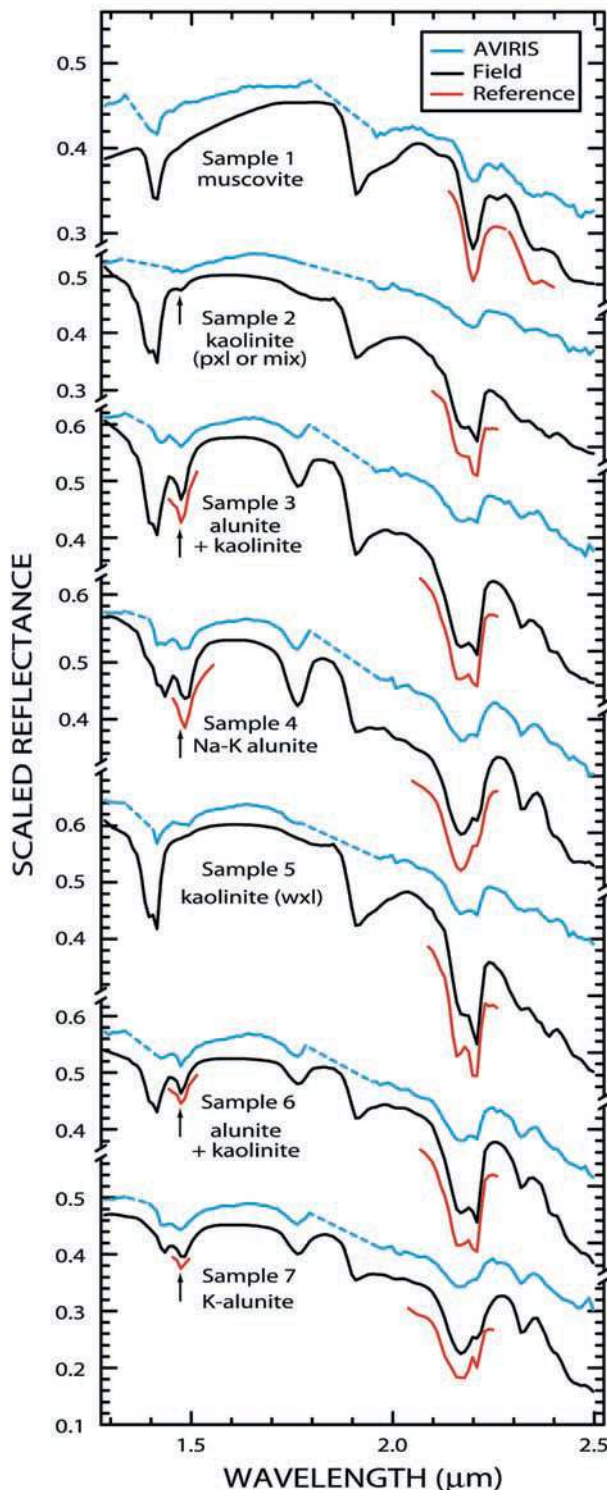 AVIRIS
Field
Reference
0.5
0.4
0.3
Sample 1
muscovite
0.5
0.4
0.3
Sample 2
kaolinite
(pxl or mix)
0.6
0.5
0.4
Sample 3
alunite
+ kaolinite
0.6
0.5
0.4
Sample 4
Na-K alunite
0.6
0.5
0.4
Sample 5
kaolinite (wxl)
0.6
0.5
0.4
Sample 6
alunite
+ kaolinite
0.5
0.4
0.3
0.2
0.1
Sample 7
K-alunite
SCALED REFLECTANCE
1.5
2.0
2.5
WAVELENGTH (μm)